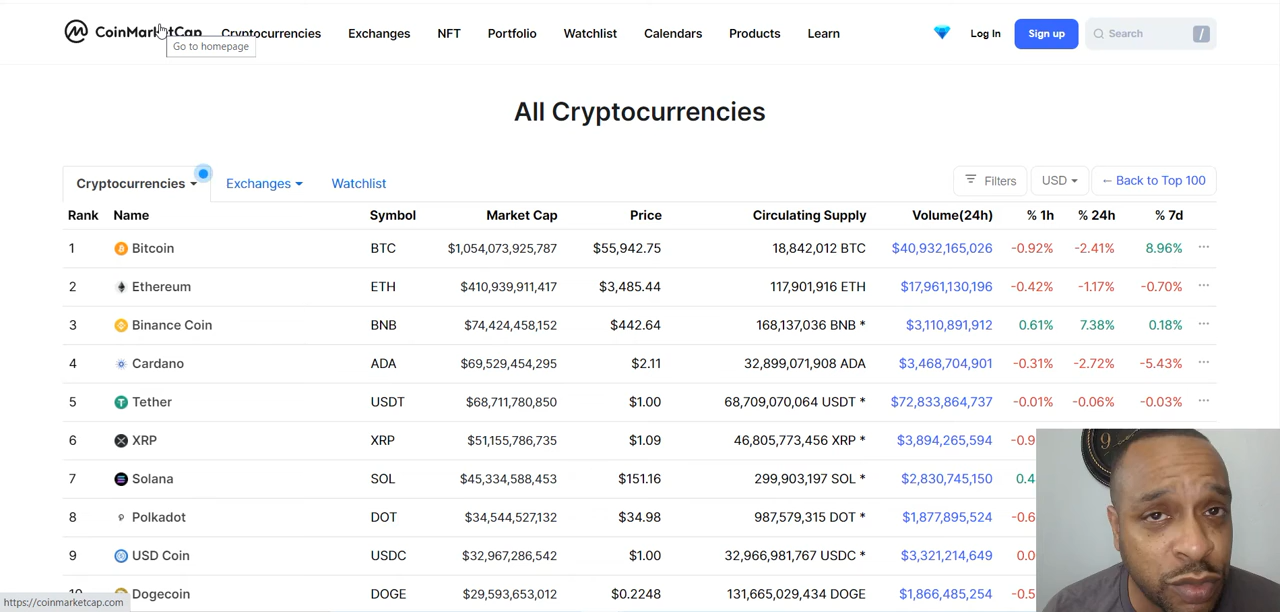 CoinMarketCap Cryptocurrencies Exchanges NFT Portfolio Watchlist Calendars Products Learn Log In Sign up Search /
Go to homepage
All Cryptocurrencies
Cryptocurrencies Exchanges Watchlist Filters USD ← Back to Top 100
Rank Name Symbol Market Cap Price Circulating Supply Volume(24h) % 1h % 24h % 7d
1 Bitcoin BTC $1,054,073,925,787 $55,942.75 18,842,012 BTC $40,932,165,026 -0.92% -2.41% 8.96%
2 Ethereum ETH $410,939,911,417 $3,485.44 117,901,916 ETH $17,961,130,196 -0.42% -1.17% -0.70%
3 Binance Coin BNB $74,424,458,152 $442.64 168,137,036 BNB * $3,110,891,912 0.61% 7.38% 0.18%
4 Cardano ADA $69,529,454,295 $2.11 32,899,071,908 ADA $3,468,704,901 -0.31% -2.72% -5.43%
5 Tether USDT $68,711,780,850 $1.00 68,709,070,064 USDT * $72,833,864,737 -0.01% -0.06% -0.03%
6 XRP XRP $51,155,786,735 $1.09 46,805,773,456 XRP * $3,894,265,594 -0.9
7 Solana SOL $45,334,588,453 $151.16 299,903,197 SOL * $2,830,745,150 0.4
8 Polkadot DOT $34,544,527,132 $34.98 987,579,315 DOT * $1,877,895,524 -0.6
9 USD Coin USDC $32,967,286,542 $1.00 32,966,981,767 USDC * $3,321,214,649 0.0
10 Dogecoin DOGE $29,593,653,012 $0.2248 131,665,029,434 DOGE $1,866,485,254 -0.5
https://coinmarketcap.com
9